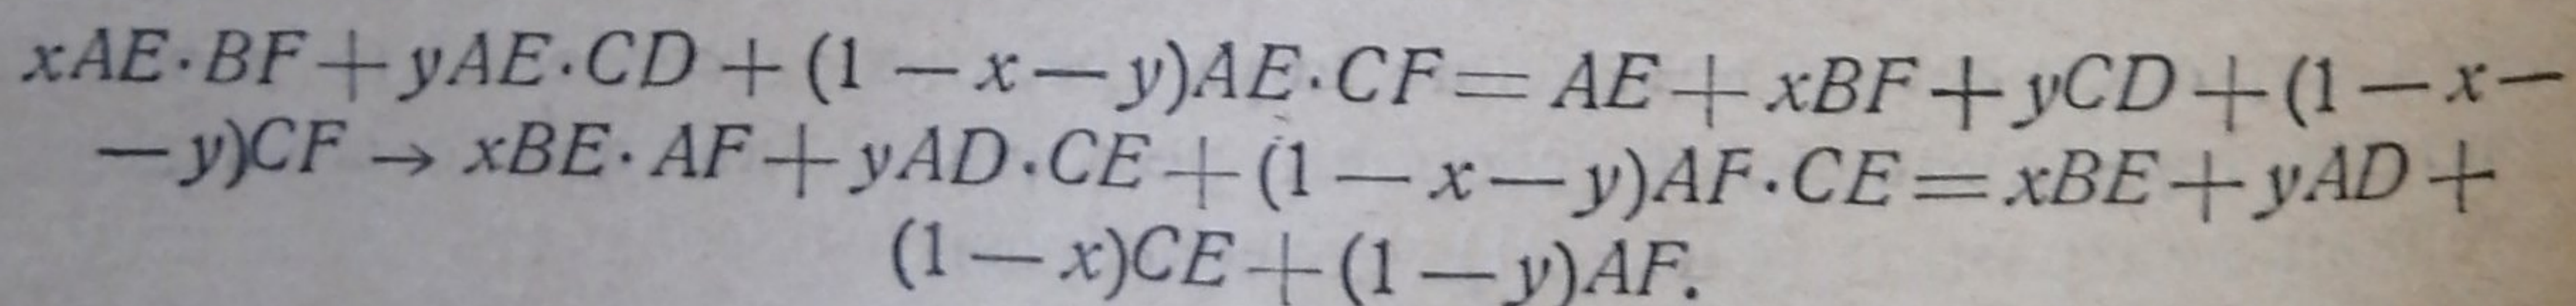 xAE·BF+yAE·CD+(1−x−y)AE·CF=AE+xBF+yCD+(1−x−
−y)CF→xBE·AF+yAD·CE+(1−x−y)AF·CE=xBE+yAD+
(1−x)CE+(1−y)AF.